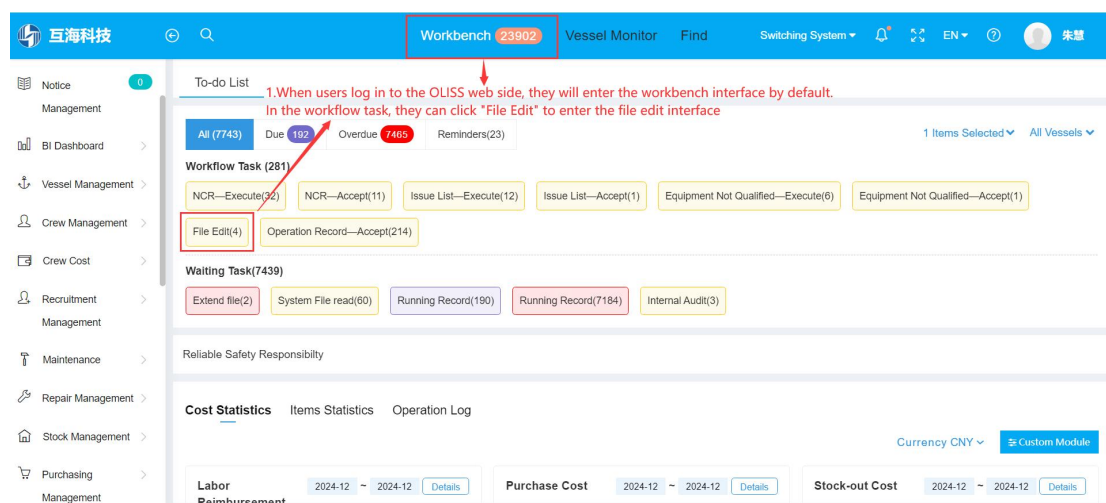 互海科技
Workbench 23902
Vessel Monitor
Find
Switching System
EN
朱慧
Notice Management
0
BI Dashboard
Vessel Management
Crew Management
Crew Cost
Recruitment Management
Maintenance
Repair Management
Stock Management
Purchasing Management
To-do List
1.When users log in to the OLISS web side, they will enter the workbench interface by default.
In the workflow task, they can click "File Edit" to enter the file edit interface
All (7743)
Due 192
Overdue 7465
Reminders(23)
1 Items Selected
All Vessels
Workflow Task (281)
NCR—Execute(32)
NCR—Accept(11)
Issue List—Execute(12)
Issue List—Accept(1)
Equipment Not Qualified—Execute(6)
Equipment Not Qualified—Accept(1)
File Edit(4)
Operation Record—Accept(214)
Waiting Task(7439)
Extend file(2)
System File read(60)
Running Record(190)
Running Record(7184)
Internal Audit(3)
Reliable Safety Responsibilty
Cost Statistics
Items Statistics
Operation Log
Currency CNY
Custom Module
Labor Reimbursement
2024-12 ~ 2024-12
Details
Purchase Cost
2024-12 ~ 2024-12
Details
Stock-out Cost
2024-12 ~ 2024-12
Details